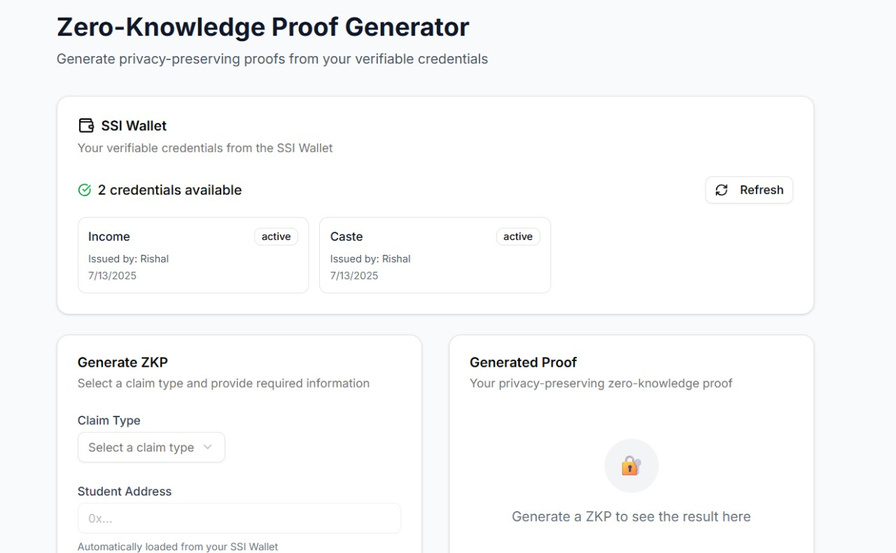 Zero-Knowledge Proof Generator
Generate privacy-preserving proofs from your verifiable credentials
SSI Wallet
Your verifiable credentials from the SSI Wallet
2 credentials available
Refresh
Income
active
Issued by: Rishal
7/13/2025
Caste
active
Issued by: Rishal
7/13/2025
Generate ZKP
Select a claim type and provide required information
Claim Type
Select a claim type
Student Address
0x...
Automatically loaded from your SSI Wallet
Generated Proof
Your privacy-preserving zero-knowledge proof
Generate a ZKP to see the result here